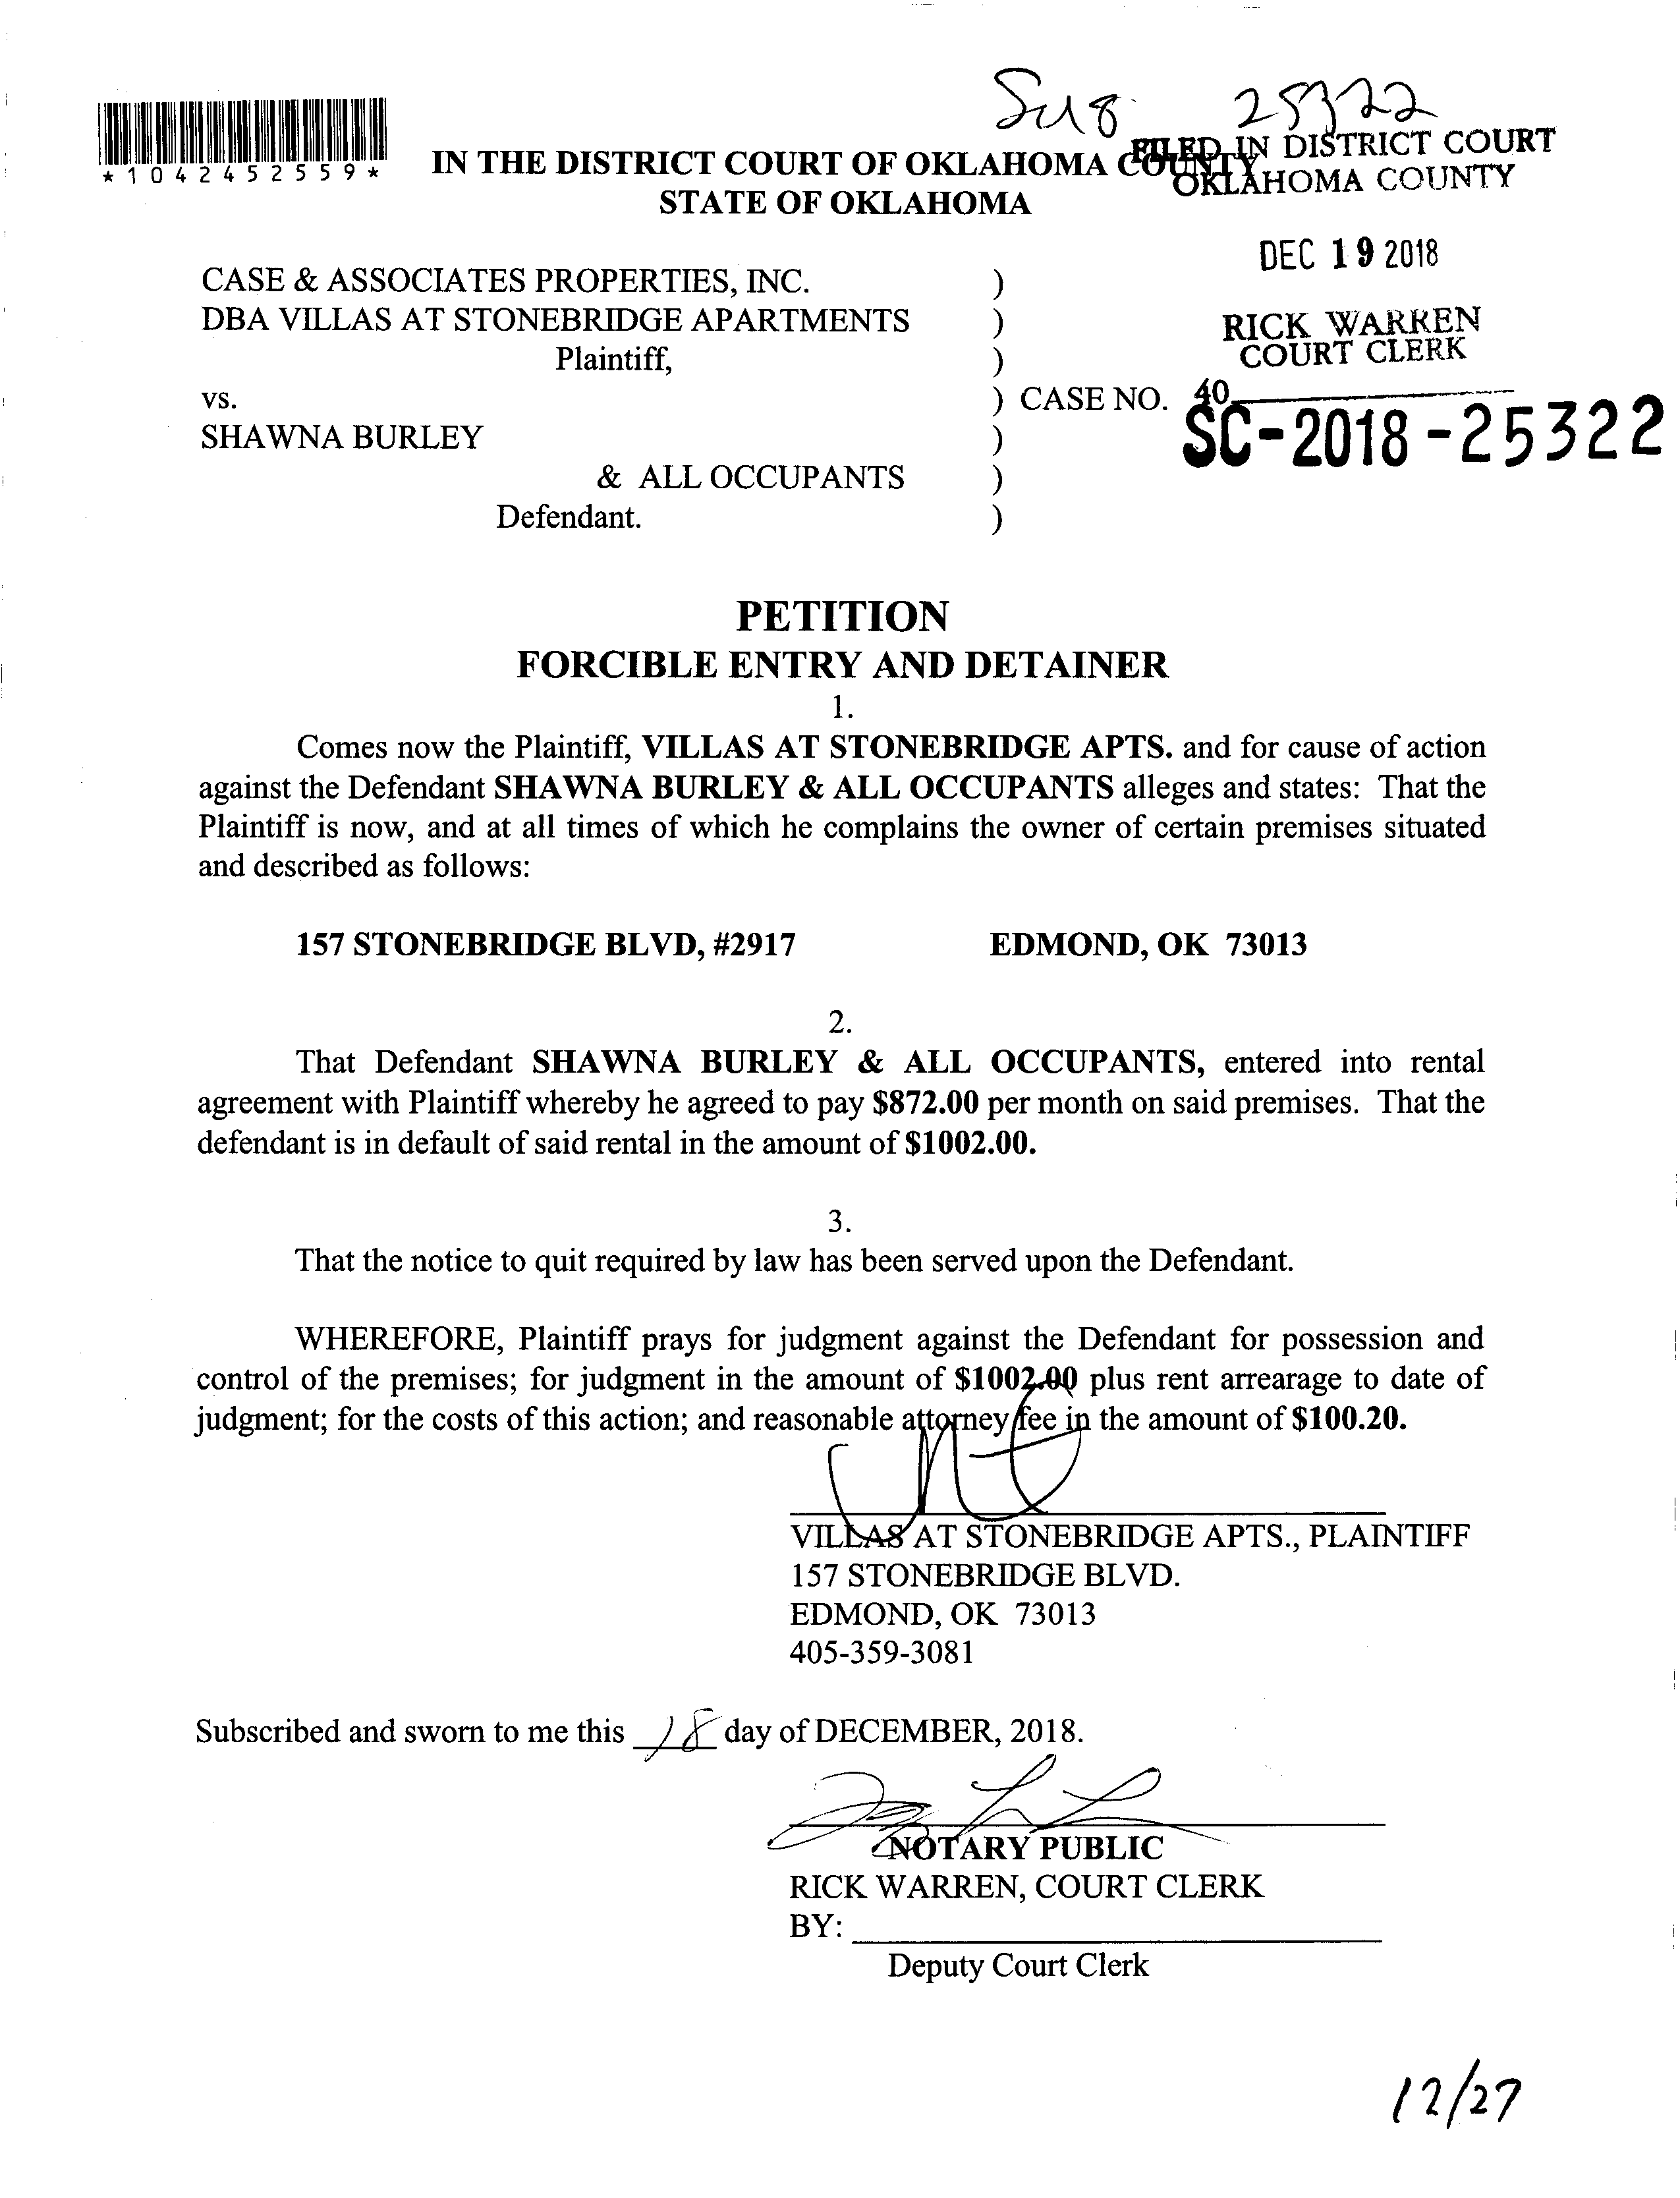 25322
*1042452559*
IN THE DISTRICT COURT OF OKLAHOMA COUNTY
STATE OF OKLAHOMA
FILED IN DISTRICT COURT
OKLAHOMA COUNTY
DEC 19 2018
RICK WARREN
COURT CLERK
40
CASE & ASSOCIATES PROPERTIES, INC. )
DBA VILLAS AT STONEBRIDGE APARTMENTS )
Plaintiff, )
vs. ) CASE NO. SC-2018-25322
SHAWNA BURLEY )
& ALL OCCUPANTS )
Defendant. )
PETITION
FORCIBLE ENTRY AND DETAINER
1.
Comes now the Plaintiff, VILLAS AT STONEBRIDGE APTS. and for cause of action
against the Defendant SHAWNA BURLEY & ALL OCCUPANTS alleges and states: That the
Plaintiff is now, and at all times of which he complains the owner of certain premises situated
and described as follows:
157 STONEBRIDGE BLVD, #2917 EDMOND, OK 73013
2.
That Defendant SHAWNA BURLEY & ALL OCCUPANTS, entered into rental
agreement with Plaintiff whereby he agreed to pay $872.00 per month on said premises. That the
defendant is in default of said rental in the amount of $1002.00.
3.
That the notice to quit required by law has been served upon the Defendant.
WHEREFORE, Plaintiff prays for judgment against the Defendant for possession and
control of the premises; for judgment in the amount of $1002.00 plus rent arrearage to date of
judgment; for the costs of this action; and reasonable attorney fee in the amount of $100.20.
VILLAS AT STONEBRIDGE APTS., PLAINTIFF
157 STONEBRIDGE BLVD.
EDMOND, OK 73013
405-359-3081
Subscribed and sworn to me this 18 day of DECEMBER, 2018.
NOTARY PUBLIC
RICK WARREN, COURT CLERK
BY:
Deputy Court Clerk
12/27